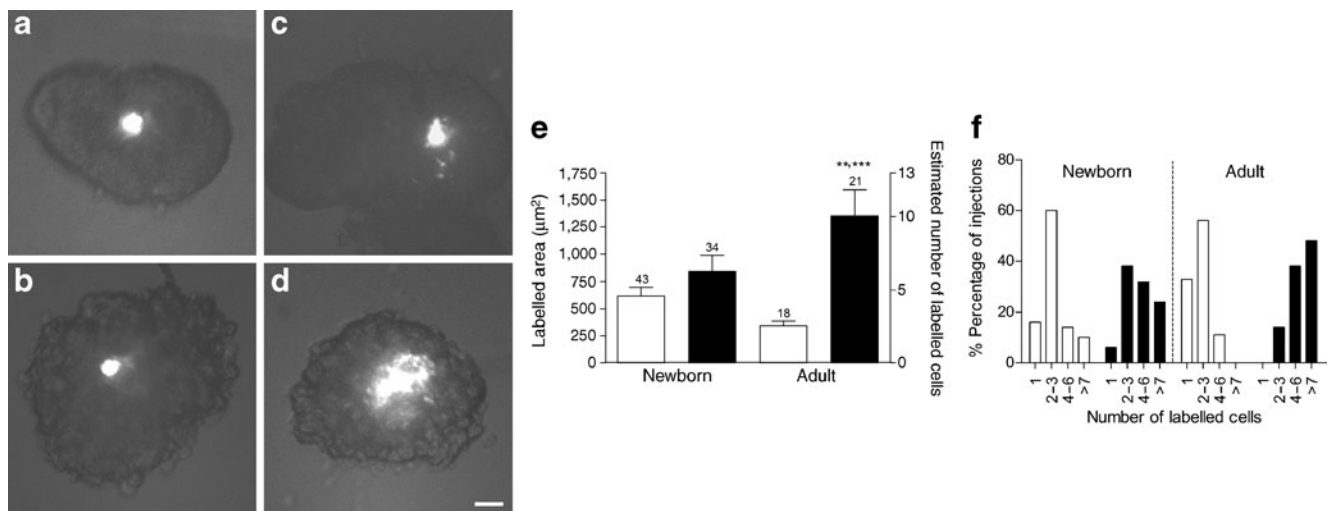 a
c
b
d
e
Labelled area (µm²)
1,750
1,500
1,250
1,000
750
500
250
0
43
34
18
**,***
21
13
10
5
0
Estimated number of labelled cells
Newborn
Adult
f
% Percentage of injections
80
60
40
20
0
Newborn
Adult
1
2–3
4–6
>7
1
2–3
4–6
>7
1
2–3
4–6
>7
1
2–3
4–6
>7
Number of labelled cells